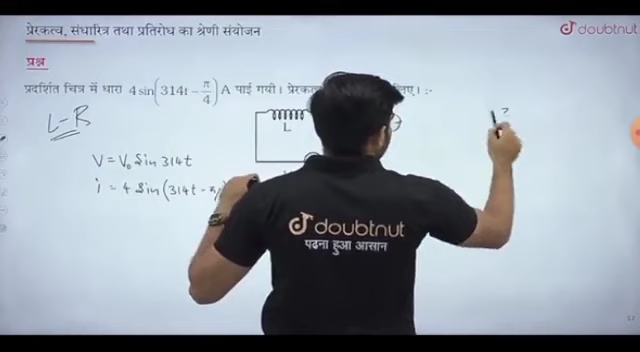 प्रेरकत्व, संधारित्र तथा प्रतिरोध का श्रेणी संयोजन
doubtnut
प्रश्न
प्रदर्शित चित्र में धारा 4 sin(314t - π/4) A पाई गयी। प्रेरकत्व लिए। :-
L-R
L
V = V₀ Sin 314t
i = 4 Sin(314t - π/
?
doubtnut
पढ़ना हुआ आसान